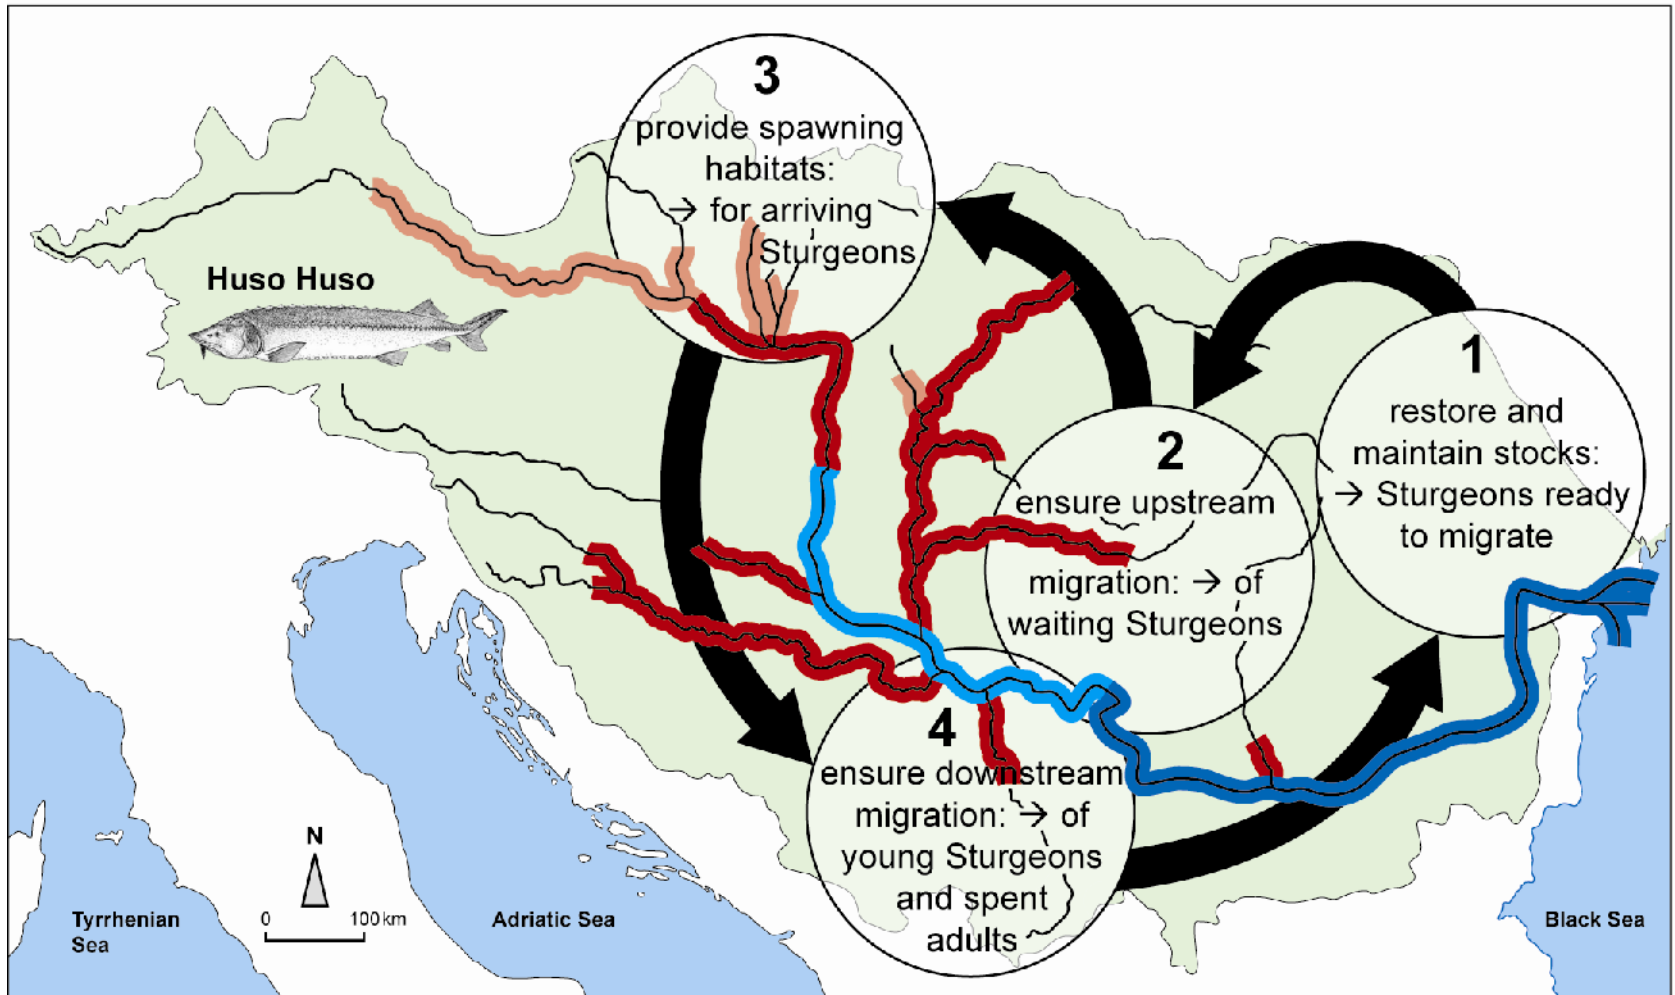 3
provide spawning
habitats:
→ for arriving
Sturgeons
Huso Huso
1
restore and
maintain stocks:
→ Sturgeons ready
to migrate
2
ensure upstream
migration: → of
waiting Sturgeons
4
ensure downstream
migration: → of
young Sturgeons
and spent
adults
N
0 100 km
Tyrrhenian
Sea
Adriatic Sea
Black Sea